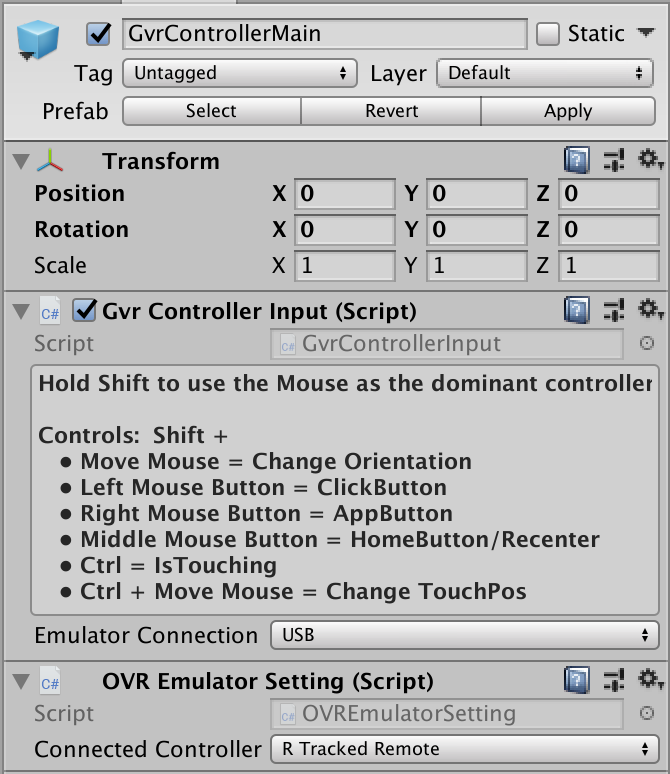 GvrControllerMain Static
Tag Untagged Layer Default
Prefab Select Revert Apply
Transform
Position X 0 Y 0 Z 0
Rotation X 0 Y 0 Z 0
Scale X 1 Y 1 Z 1
C# Gvr Controller Input (Script)
Script C# GvrControllerInput
Hold Shift to use the Mouse as the dominant controller
Controls: Shift +
• Move Mouse = Change Orientation
• Left Mouse Button = ClickButton
• Right Mouse Button = AppButton
• Middle Mouse Button = HomeButton/Recenter
• Ctrl = IsTouching
• Ctrl + Move Mouse = Change TouchPos
Emulator Connection USB
C# OVR Emulator Setting (Script)
Script C# OVREmulatorSetting
Connected Controller R Tracked Remote